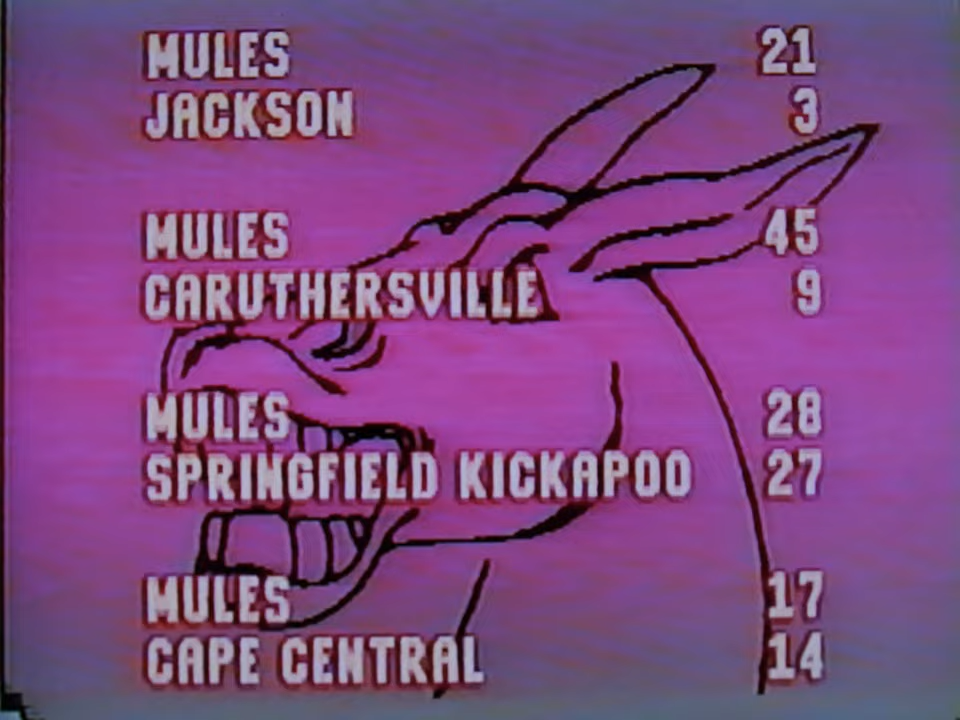 MULES 21
JACKSON 3
MULES 45
CARUTHERSVILLE 9
MULES 28
SPRINGFIELD KICKAPOO 27
MULES 17
CAPE CENTRAL 14